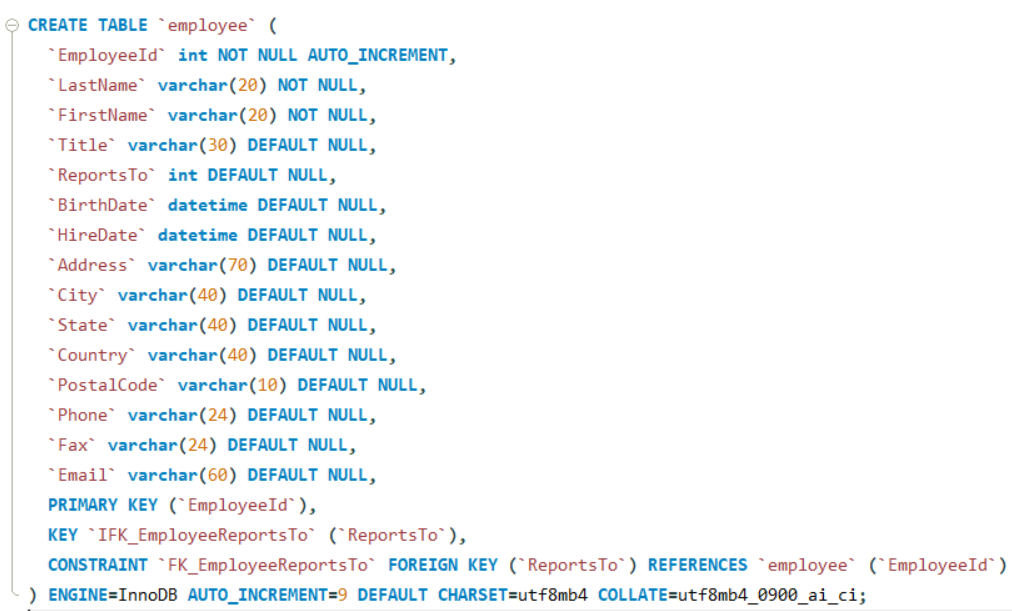 CREATE TABLE `employee` (
`EmployeeId` int NOT NULL AUTO_INCREMENT,
`LastName` varchar(20) NOT NULL,
`FirstName` varchar(20) NOT NULL,
`Title` varchar(30) DEFAULT NULL,
`ReportsTo` int DEFAULT NULL,
`BirthDate` datetime DEFAULT NULL,
`HireDate` datetime DEFAULT NULL,
`Address` varchar(70) DEFAULT NULL,
`City` varchar(40) DEFAULT NULL,
`State` varchar(40) DEFAULT NULL,
`Country` varchar(40) DEFAULT NULL,
`PostalCode` varchar(10) DEFAULT NULL,
`Phone` varchar(24) DEFAULT NULL,
`Fax` varchar(24) DEFAULT NULL,
`Email` varchar(60) DEFAULT NULL,
PRIMARY KEY (`EmployeeId`),
KEY `IFK_EmployeeReportsTo` (`ReportsTo`),
CONSTRAINT `FK_EmployeeReportsTo` FOREIGN KEY (`ReportsTo`) REFERENCES `employee` (`EmployeeId`)
) ENGINE=InnoDB AUTO_INCREMENT=9 DEFAULT CHARSET=utf8mb4 COLLATE=utf8mb4_0900_ai_ci;